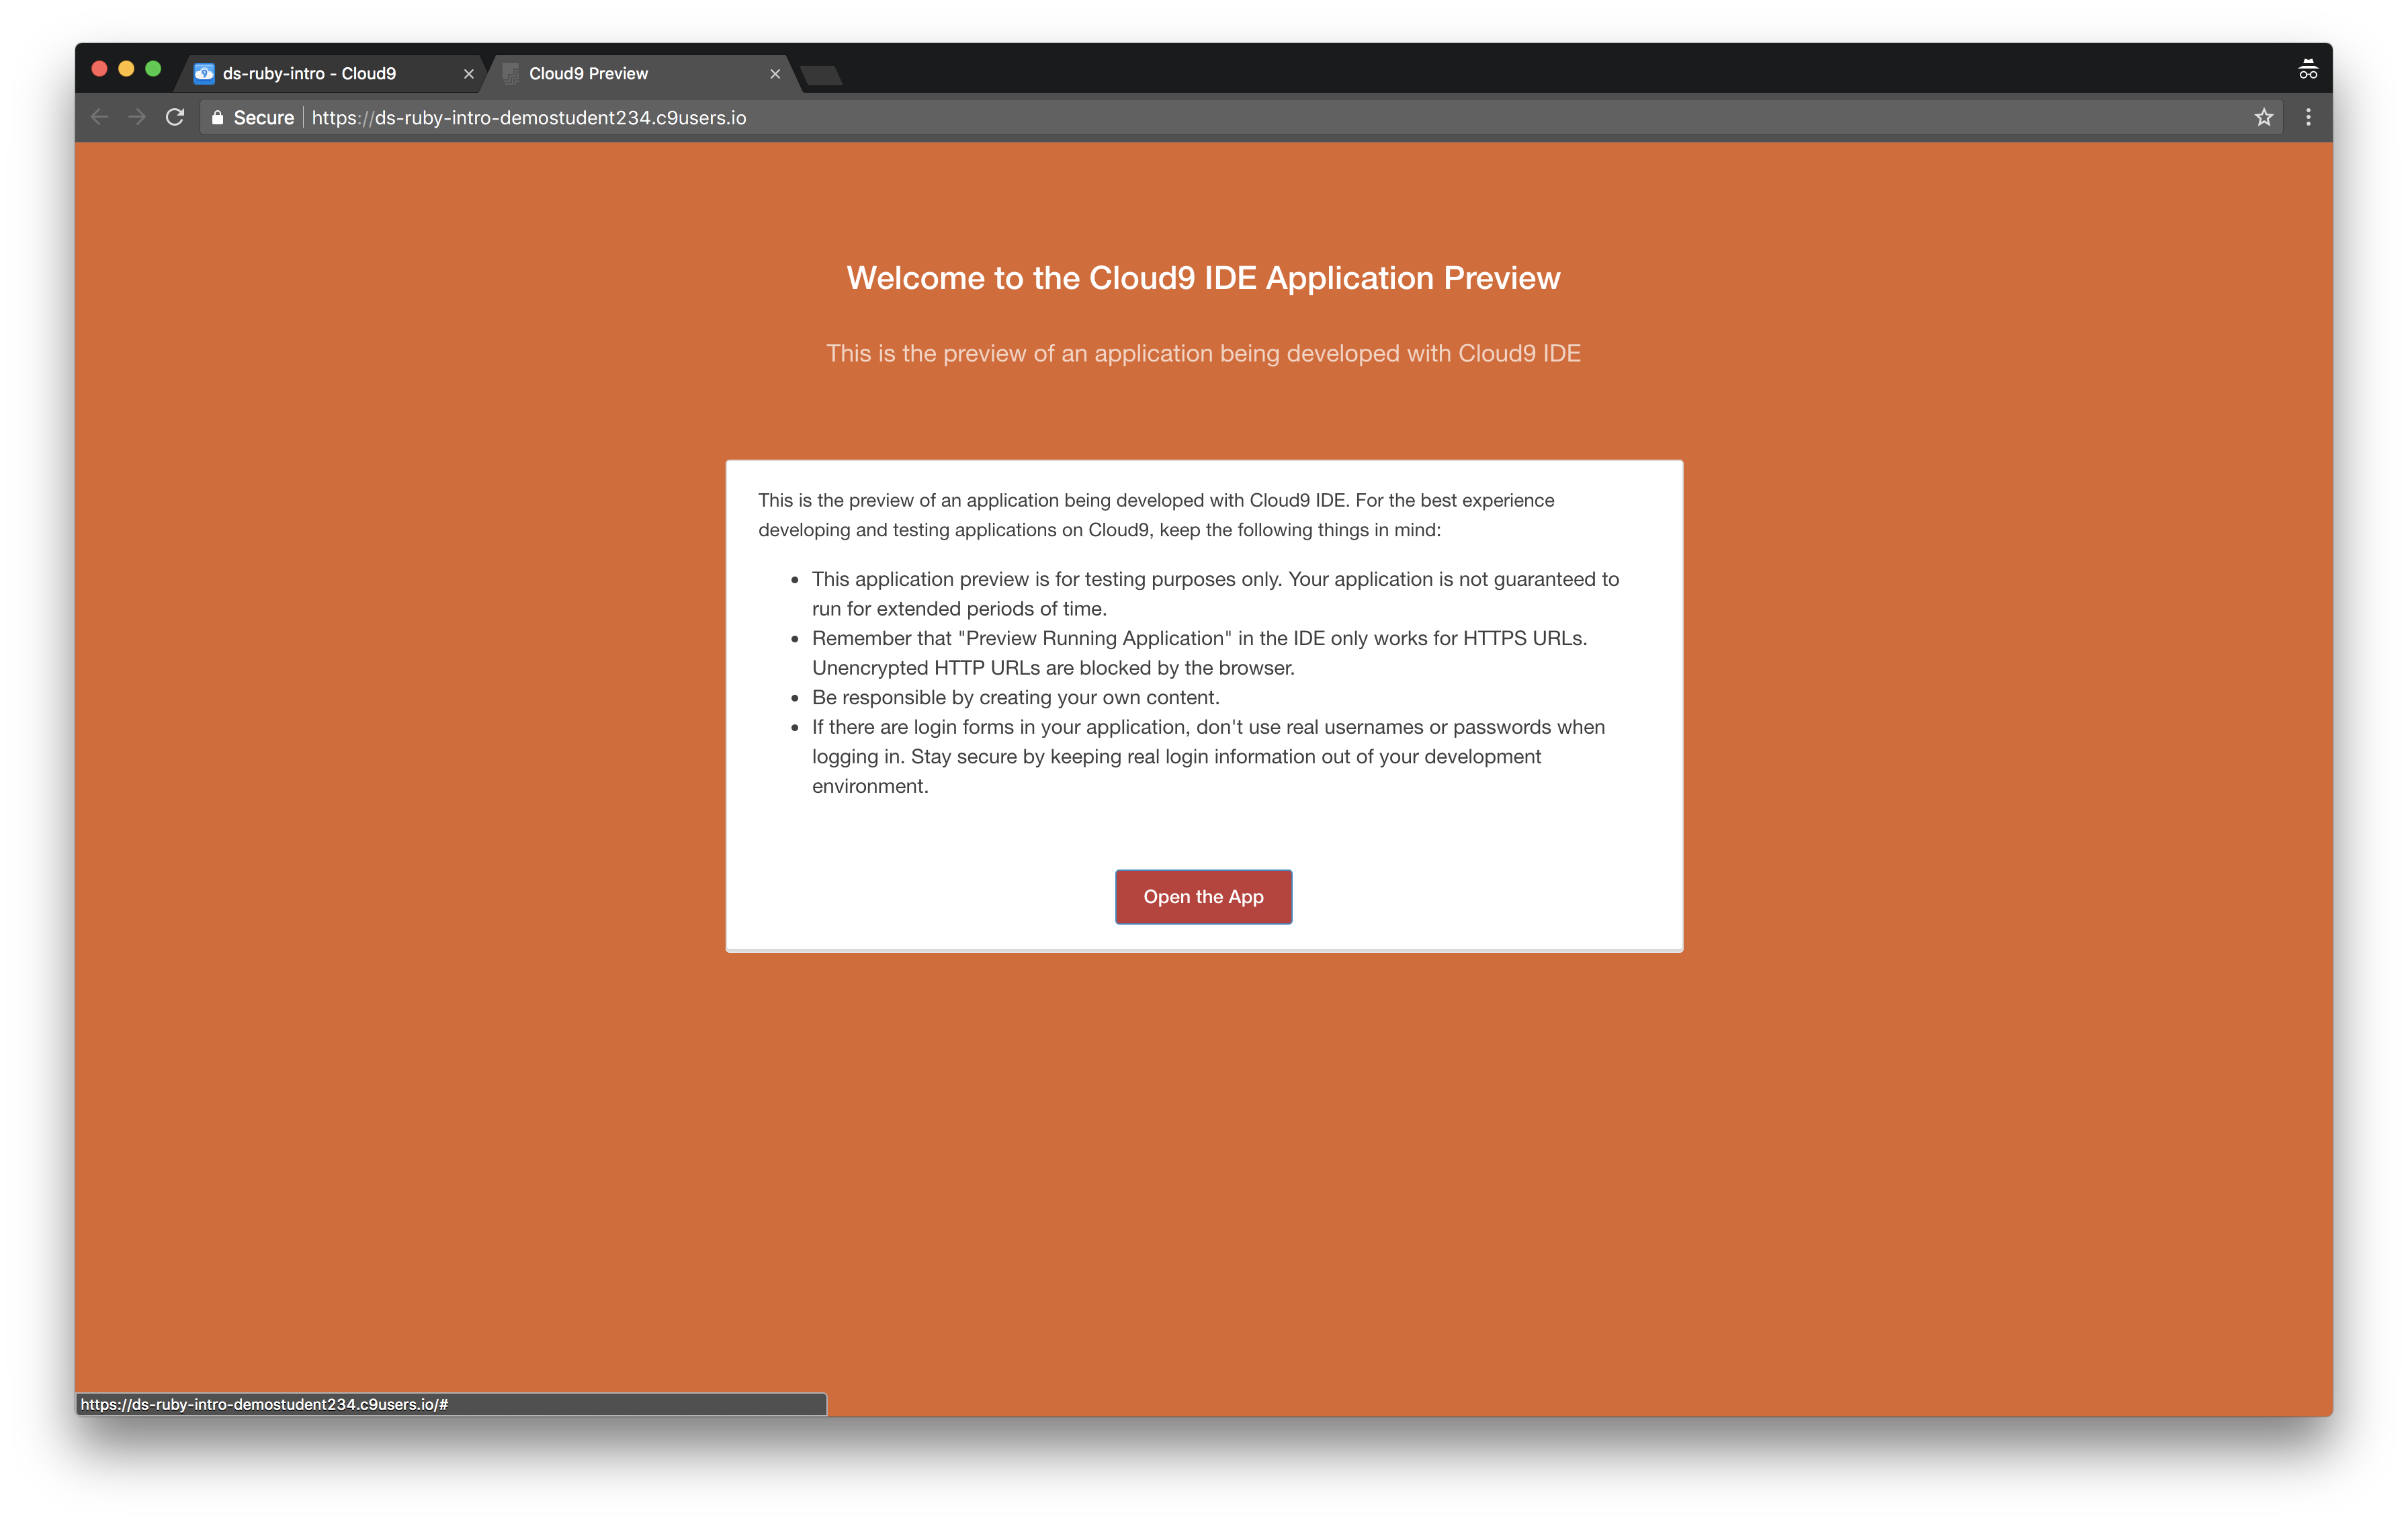 ds-ruby-intro - Cloud9
Cloud9 Preview
Secure
https://ds-ruby-intro-demostudent234.c9users.io
Welcome to the Cloud9 IDE Application Preview
This is the preview of an application being developed with Cloud9 IDE
This is the preview of an application being developed with Cloud9 IDE. For the best experience
developing and testing applications on Cloud9, keep the following things in mind:
• This application preview is for testing purposes only. Your application is not guaranteed to
run for extended periods of time.
• Remember that "Preview Running Application" in the IDE only works for HTTPS URLs.
Unencrypted HTTP URLs are blocked by the browser.
• Be responsible by creating your own content.
• If there are login forms in your application, don't use real usernames or passwords when
logging in. Stay secure by keeping real login information out of your development
environment.
Open the App
https://ds-ruby-intro-demostudent234.c9users.io/#